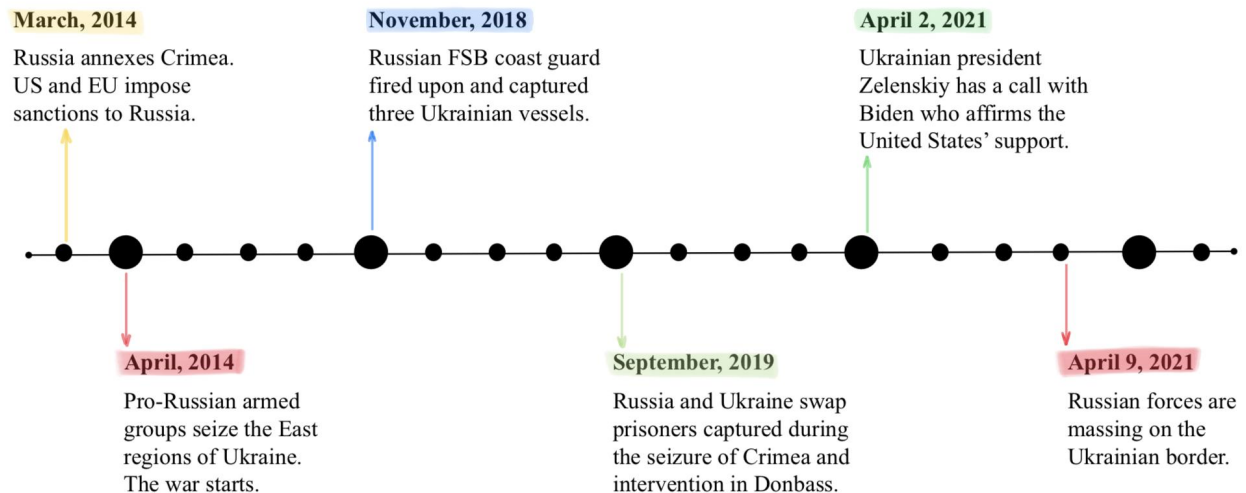 March, 2014
Russia annexes Crimea.
US and EU impose
sanctions to Russia.
November, 2018
Russian FSB coast guard
fired upon and captured
three Ukrainian vessels.
April 2, 2021
Ukrainian president
Zelenskiy has a call with
Biden who affirms the
United States’ support.
April, 2014
Pro-Russian armed
groups seize the East
regions of Ukraine.
The war starts.
September, 2019
Russia and Ukraine swap
prisoners captured during
the seizure of Crimea and
intervention in Donbass.
April 9, 2021
Russian forces are
massing on the
Ukrainian border.